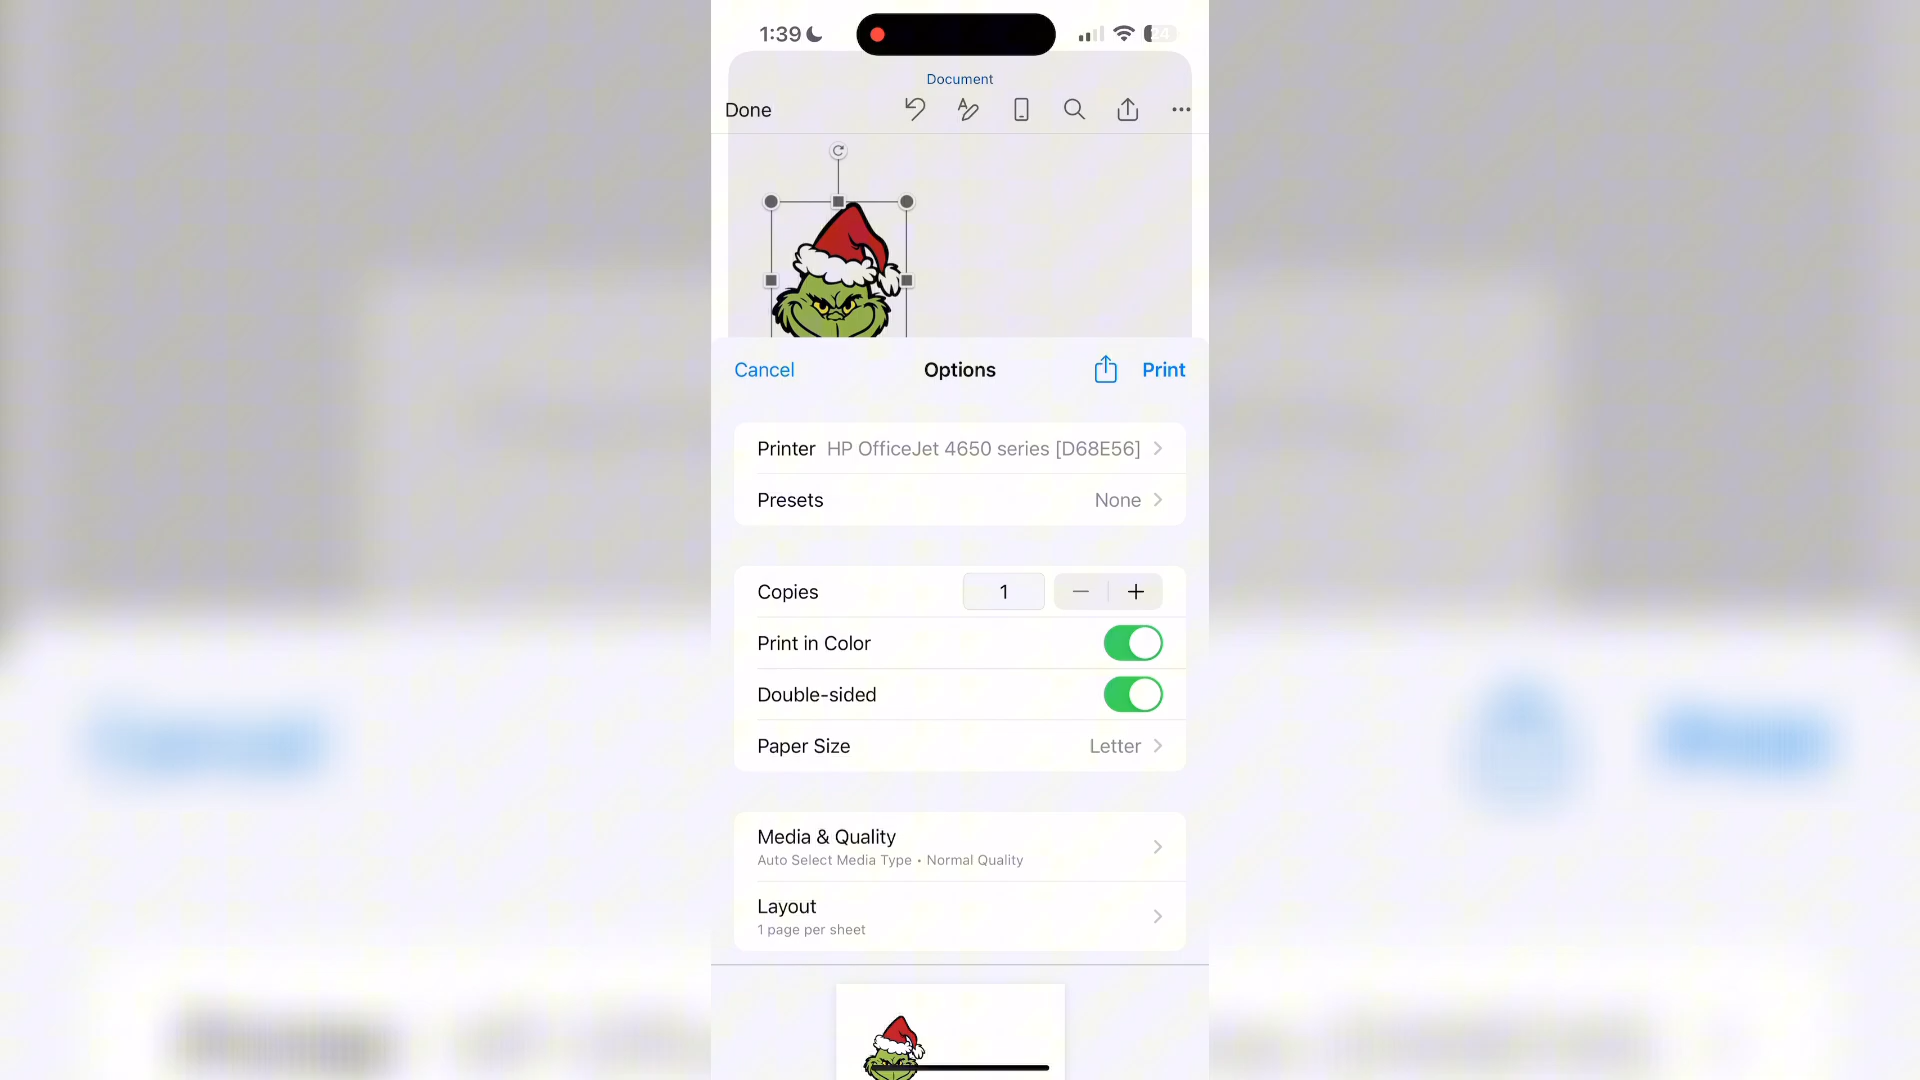 1:39
24
Document
Done
Cancel
Options
Print
Printer HP OfficeJet 4650 series [D68E56]
Presets None
Copies 1
Print in Color
Double-sided
Paper Size Letter
Media & Quality
Auto Select Media Type • Normal Quality
Layout
1 page per sheet